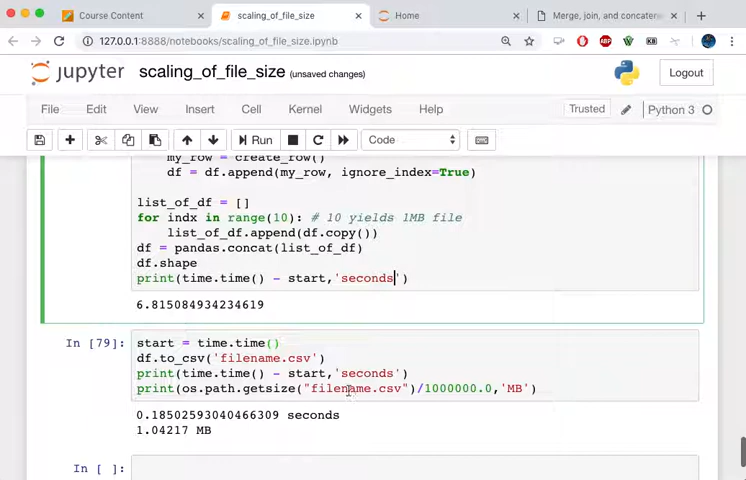 Course Content
scaling_of_file_size
Home
Merge, join, and concaten
127.0.0.1:8888/notebooks/scaling_of_file_size.ipynb
ABP
jupyter scaling_of_file_size (unsaved changes)
Logout
File Edit View Insert Cell Kernel Widgets Help
Trusted
Python 3
Run
Code
my_row = create_row()
df = df.append(my_row, ignore_index=True)
list_of_df = []
for indx in range(10): # 10 yields 1MB file
list_of_df.append(df.copy())
df = pandas.concat(list_of_df)
df.shape
print(time.time() - start,'seconds')
6.815084934234619
In [79]:
start = time.time()
df.to_csv('filename.csv')
print(time.time() - start,'seconds')
print(os.path.getsize("filename.csv")/1000000.0,'MB')
0.18502593040466309 seconds
1.04217 MB
In [ ]: